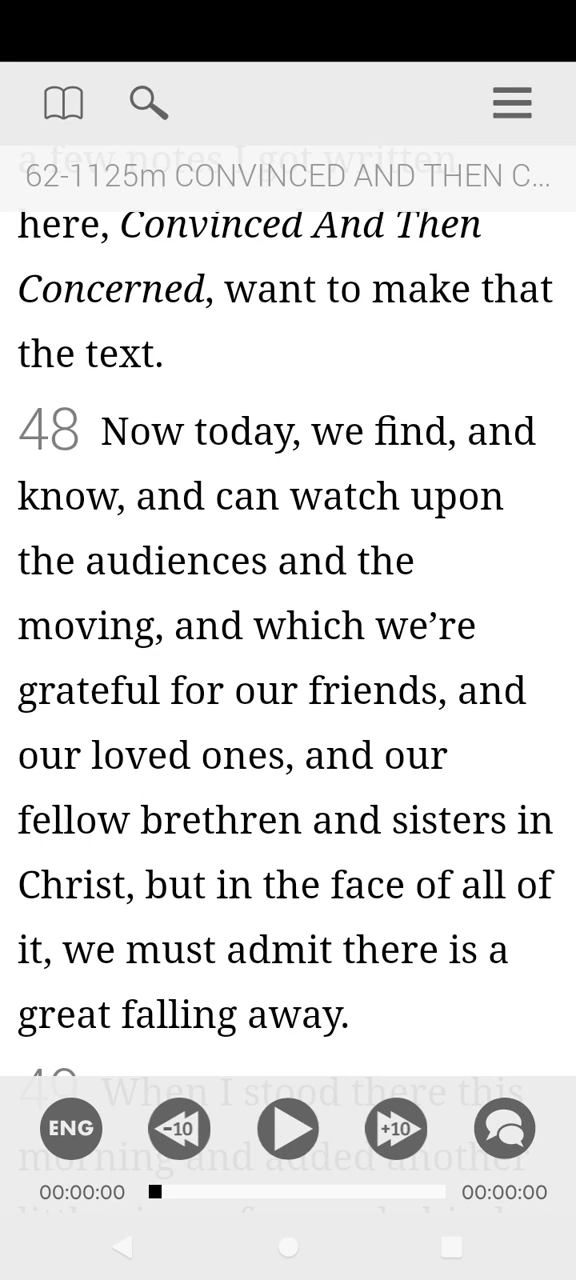 a few notes I got written
62-1125m CONVINCED AND THEN C...
here, Convinced And Then
Concerned, want to make that
the text.
48 Now today, we find, and
know, and can watch upon
the audiences and the
moving, and which we’re
grateful for our friends, and
our loved ones, and our
fellow brethren and sisters in
Christ, but in the face of all of
it, we must admit there is a
great falling away.
49 When I stood there this
ENG -10 +10
morning and added another
00:00:00 00:00:00